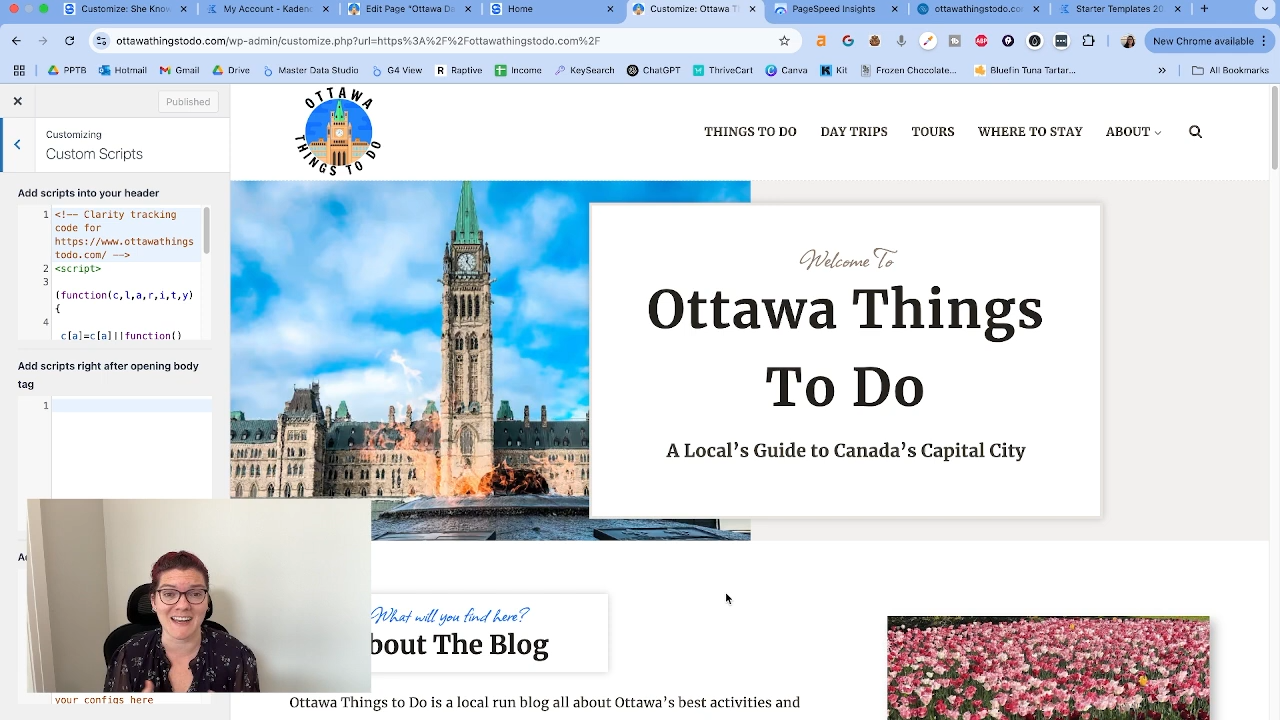 Customize: She Know
My Account - Kadenc
Edit Page "Ottawa Da
Home
Customize: Ottawa Th
PageSpeed Insights
ottawathingstodo.com
Starter Templates 20
ottawathingstodo.com/wp-admin/customize.php?url=https%3A%2F%2Fottawathingstodo.com%2F
New Chrome available
PPTB
Hotmail
Gmail
Drive
Master Data Studio
G4 View
Raptive
Income
KeySearch
ChatGPT
ThriveCart
Canva
Kit
Frozen Chocolate...
Bluefin Tuna Tartar...
All Bookmarks
Published
Customizing
Custom Scripts
Add scripts into your header
1 <!-- Clarity tracking
code for
https://www.ottawathings
todo.com/ -->
2 <script>
3
(function(c,l,a,r,i,t,y)
{
4
c[a]=c[a]||function()
Add scripts right after opening body
tag
1
your configs here
OTTAWA
THINGS TO DO
THINGS TO DO
DAY TRIPS
TOURS
WHERE TO STAY
ABOUT
Welcome To
Ottawa Things
To Do
A Local's Guide to Canada's Capital City
What will you find here?
bout The Blog
Ottawa Things to Do is a local run blog all about Ottawa's best activities and